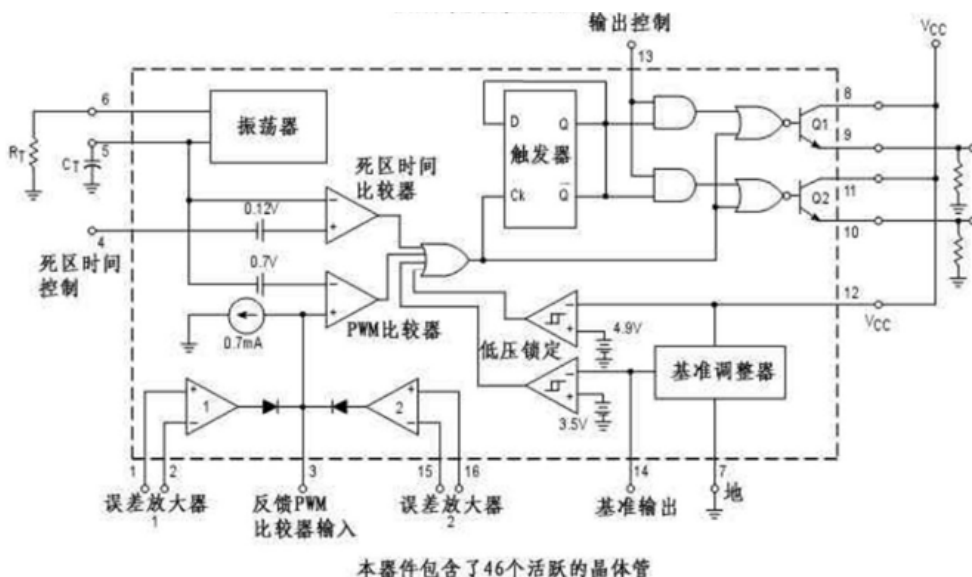 输出控制
VCC
13
6
8
振荡器
D
Q
Q1
RT
5
触发器
9
CT
死区时间
比较器
11
0.12V
Ck
Q
Q2
4
10
死区时间
控制
0.7V
12
VCC
PWM比较器
4.9V
0.7mA
低压锁定
基准调整器
1
2
3.5V
1
2
3
15
16
14
7
误差放大器
1
反馈PWM
比较器输入
误差放大器
2
基准输出
地
本器件包含了46个活跃的晶体管